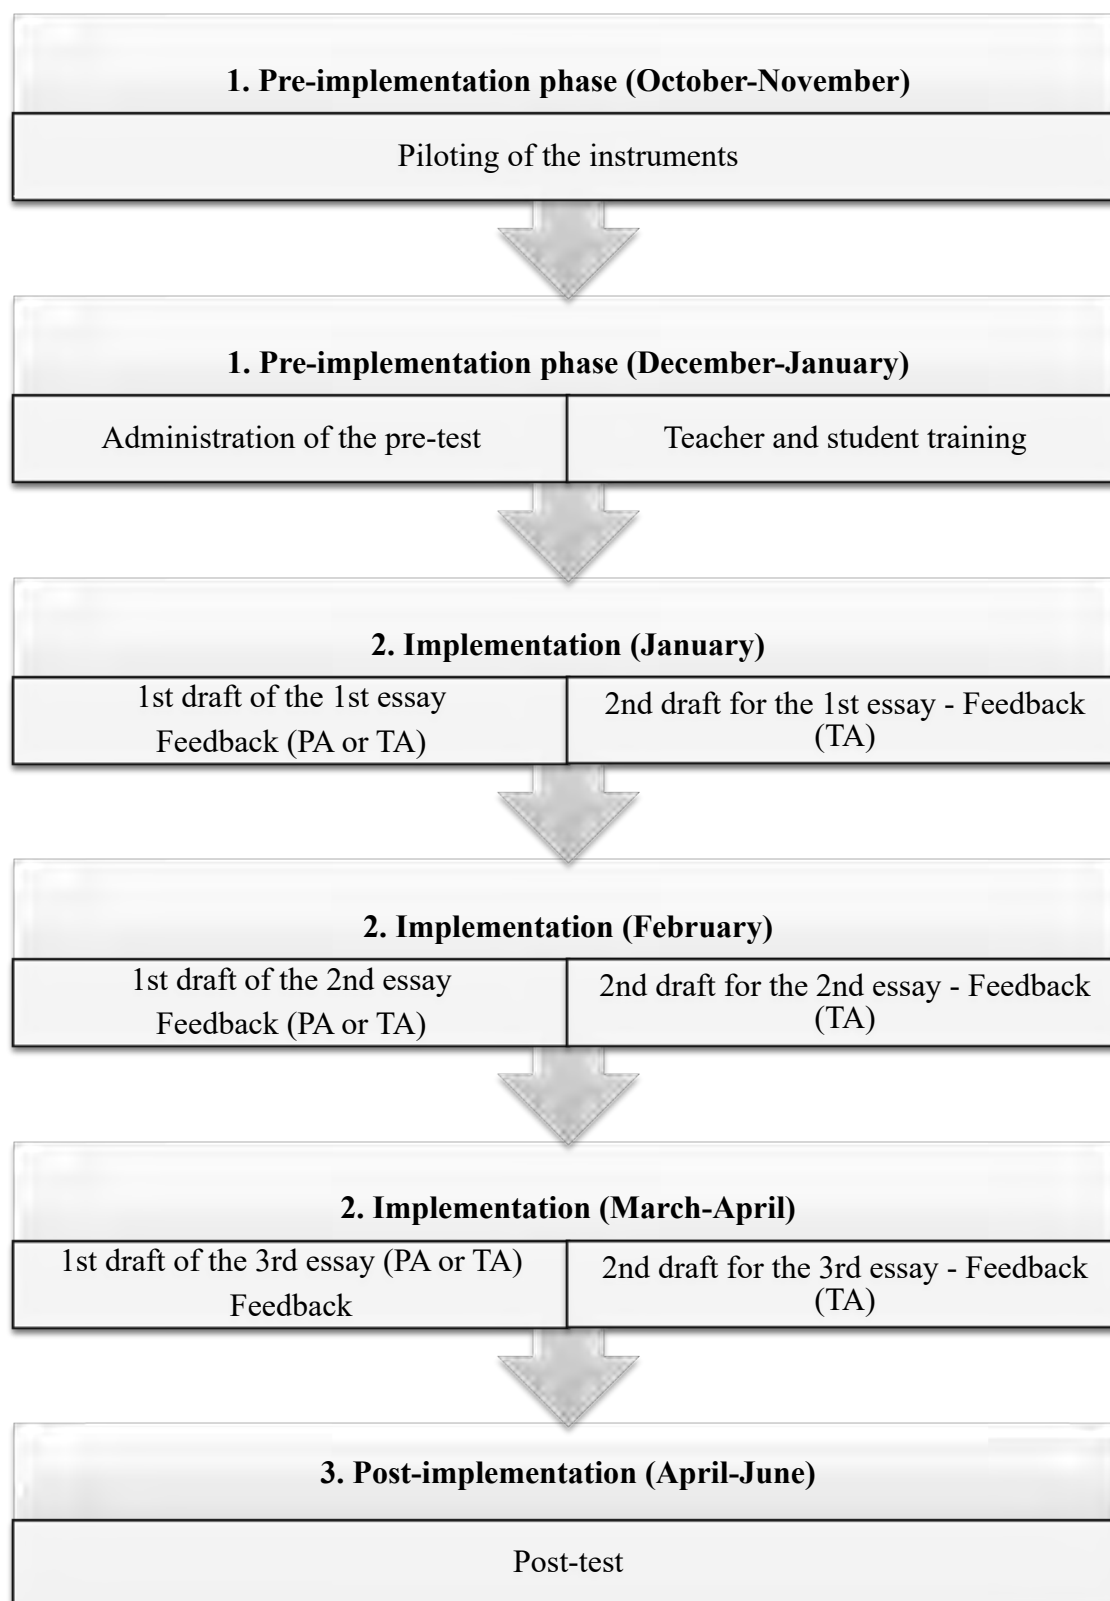 1. Pre-implementation phase (October-November)
Piloting of the instruments
1. Pre-implementation phase (December-January)
Administration of the pre-test
Teacher and student training
2. Implementation (January)
1st draft of the 1st essay
Feedback (PA or TA)
2nd draft for the 1st essay - Feedback
(TA)
2. Implementation (February)
1st draft of the 2nd essay
Feedback (PA or TA)
2nd draft for the 2nd essay - Feedback
(TA)
2. Implementation (March-April)
1st draft of the 3rd essay (PA or TA)
Feedback
2nd draft for the 3rd essay - Feedback
(TA)
3. Post-implementation (April-June)
Post-test